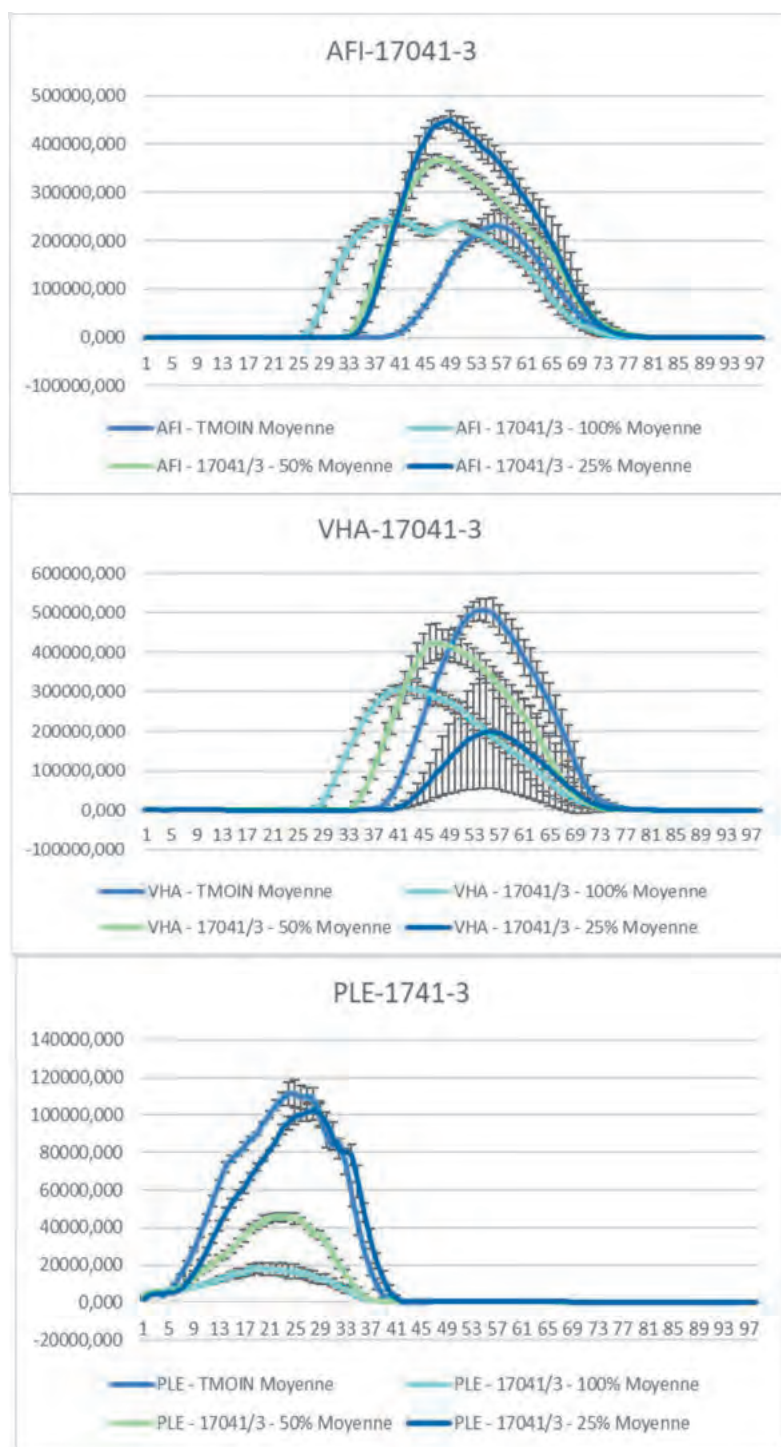 AFI-17041-3
500000,000
400000,000
300000,000
200000,000
100000,000
0,000
1 5 9 13 17 21 25 29 33 37 41 45 49 53 57 61 65 69 73 77 81 85 89 93 97
-100000,000
AFI - TMOIN Moyenne AFI - 17041/3 - 100% Moyenne
AFI - 17041/3 - 50% Moyenne AFI - 17041/3 - 25% Moyenne
VHA-17041-3
600000,000
500000,000
400000,000
300000,000
200000,000
100000,000
0,000
1 5 9 13 17 21 25 29 33 37 41 45 49 53 57 61 65 69 73 77 81 85 89 93 97
-100000,000
VHA - TMOIN Moyenne VHA - 17041/3 - 100% Moyenne
VHA - 17041/3 - 50% Moyenne VHA - 17041/3 - 25% Moyenne
PLE-1741-3
140000,000
120000,000
100000,000
80000,000
60000,000
40000,000
20000,000
0,000
1 5 9 13 17 21 25 29 33 37 41 45 49 53 57 61 65 69 73 77 81 85 89 93 97
-20000,000
PLE - TMOIN Moyenne PLE - 17041/3 - 100% Moyenne
PLE - 17041/3 - 50% Moyenne PLE - 17041/3 - 25% Moyenne